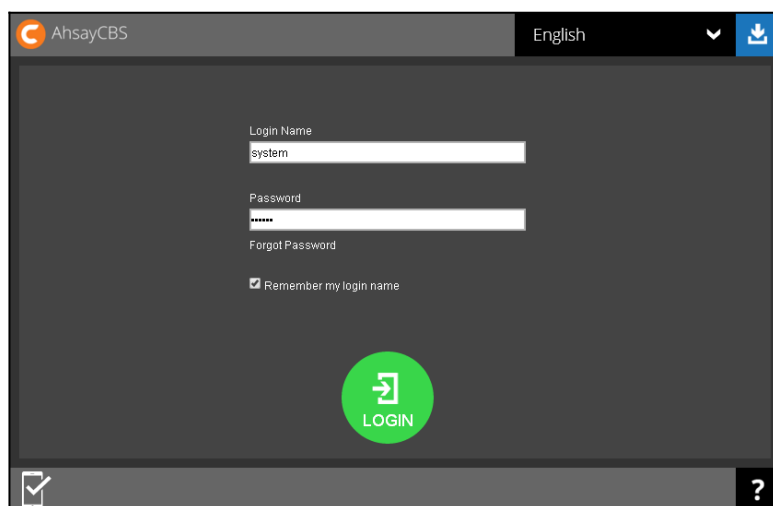 AhsayCBS
English
Login Name
system
Password
••••••
Forgot Password
Remember my login name
LOGIN
?